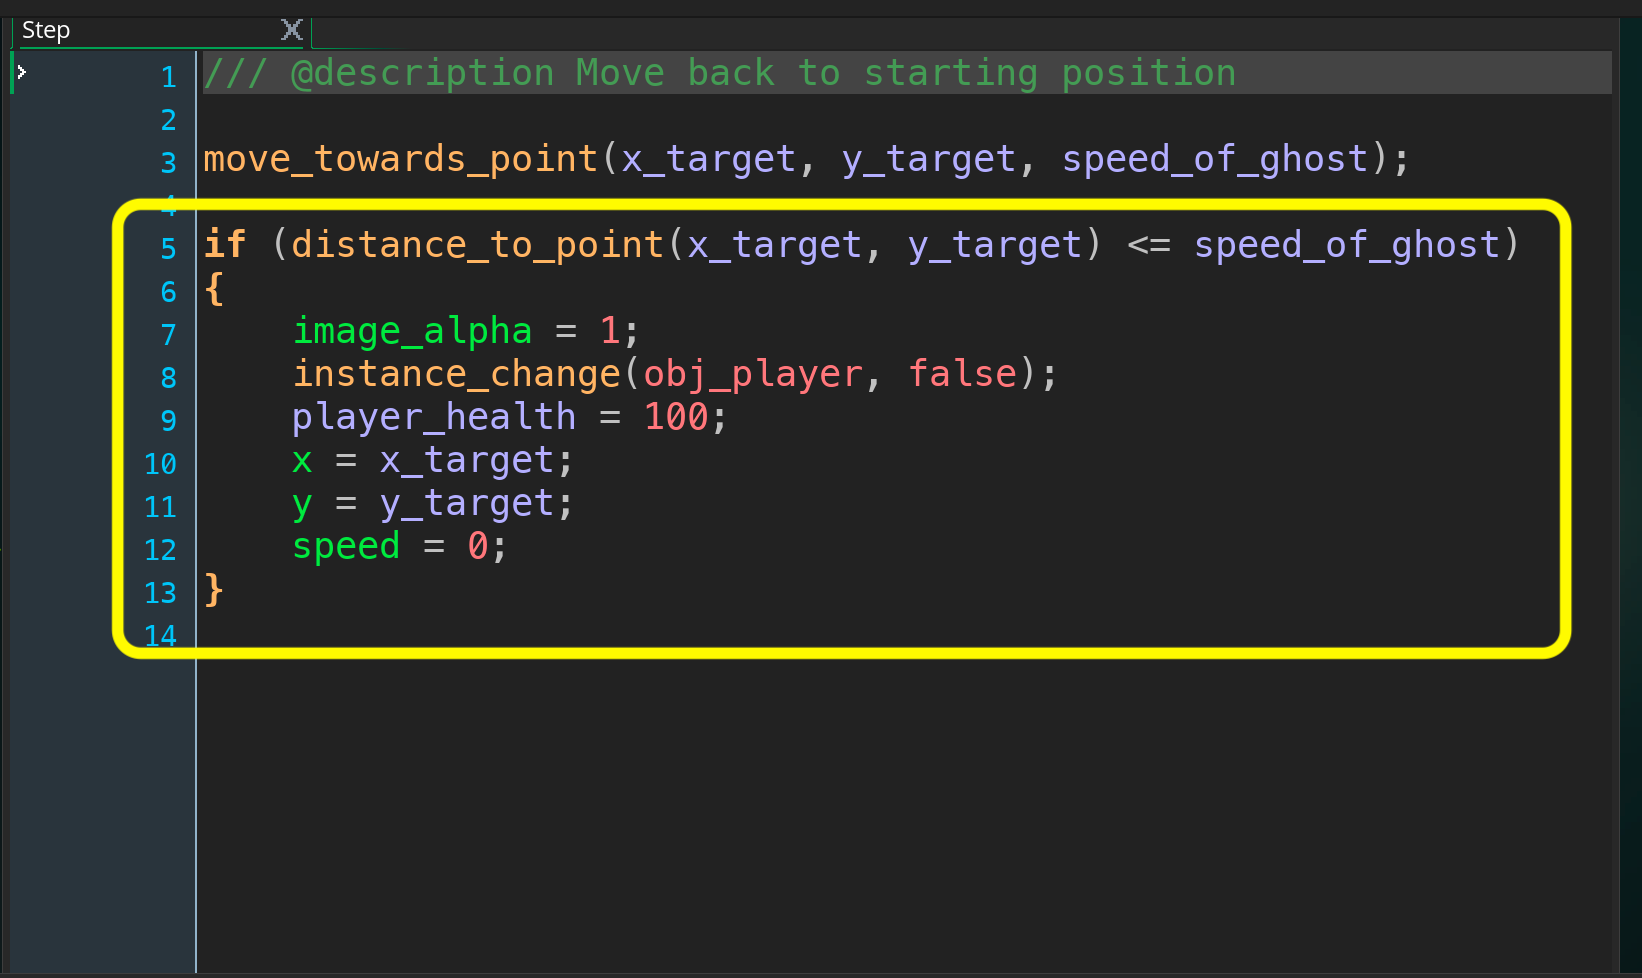 Step X
1 /// @description Move back to starting position
2
3 move_towards_point(x_target, y_target, speed_of_ghost);
4
5 if (distance_to_point(x_target, y_target) <= speed_of_ghost)
6 {
7 image_alpha = 1;
8 instance_change(obj_player, false);
9 player_health = 100;
10 x = x_target;
11 y = y_target;
12 speed = 0;
13 }
14